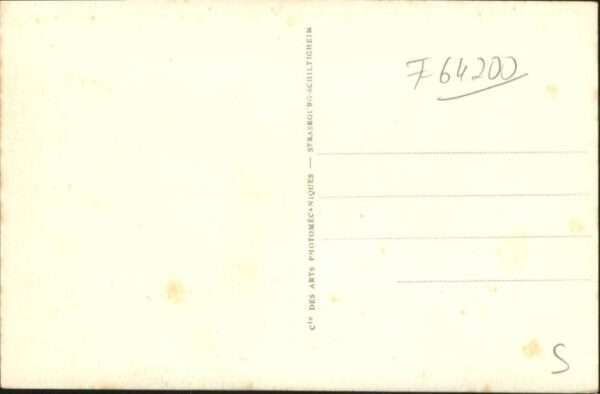 Cie DES ARTS PHOTOMÉCANIQUES — STRASBOURG-SCHILTIGHEIM
F 64200
S